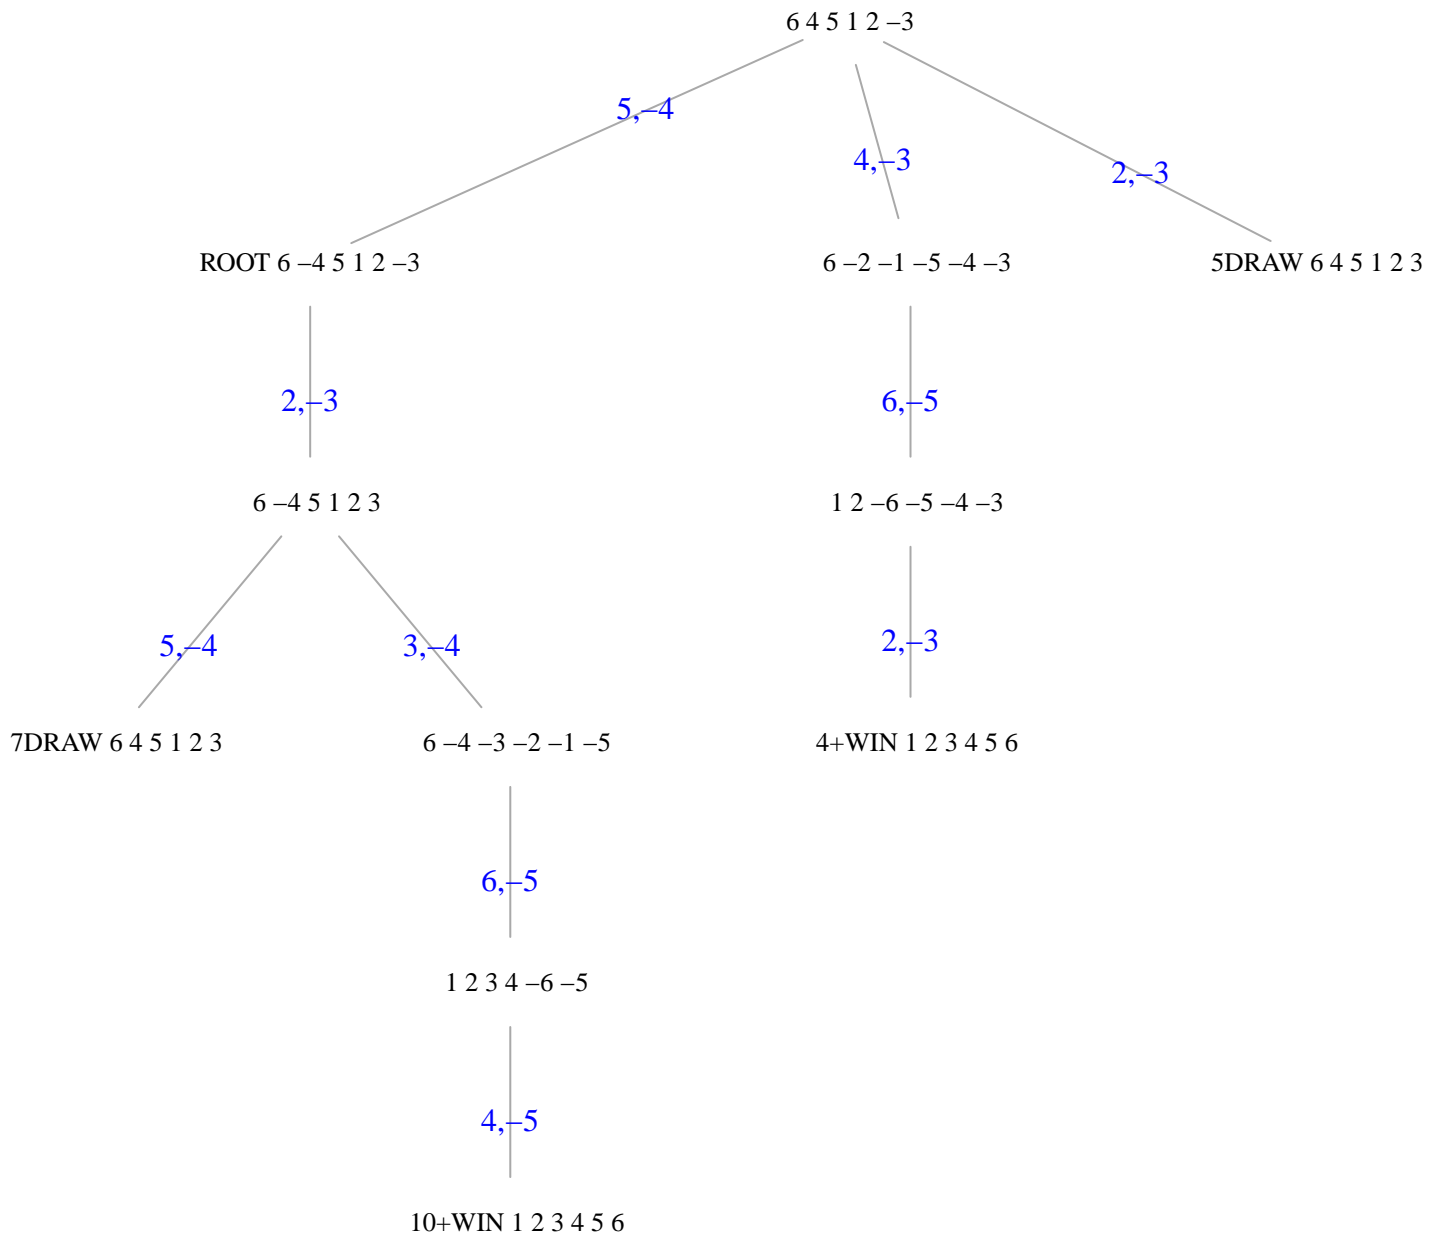 6 4 5 1 2 –3
5,–4
4,–3
2,–3
ROOT 6 –4 5 1 2 –3
6 –2 –1 –5 –4 –3
5DRAW 6 4 5 1 2 3
2,–3
6,–5
6 –4 5 1 2 3
1 2 –6 –5 –4 –3
5,–4
3,–4
2,–3
7DRAW 6 4 5 1 2 3
6 –4 –3 –2 –1 –5
4+WIN 1 2 3 4 5 6
6,–5
1 2 3 4 –6 –5
4,–5
10+WIN 1 2 3 4 5 6